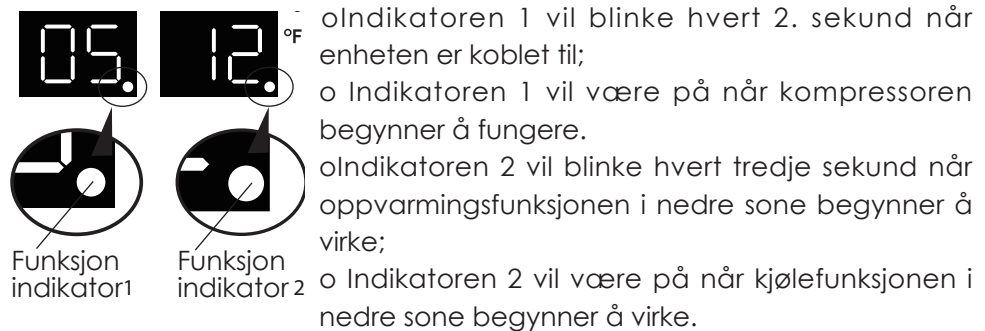 05
12
°F
Funksjon
indikator1
Funksjon
indikator 2
oIndikatoren 1 vil blinke hvert 2. sekund når
enheten er koblet til;
o Indikatoren 1 vil være på når kompressoren
begynner å fungere.
oIndikatoren 2 vil blinke hvert tredje sekund når
oppvarmingsfunksjonen i nedre sone begynner å
virke;
o Indikatoren 2 vil være på når kjølefunksjonen i
nedre sone begynner å virke.